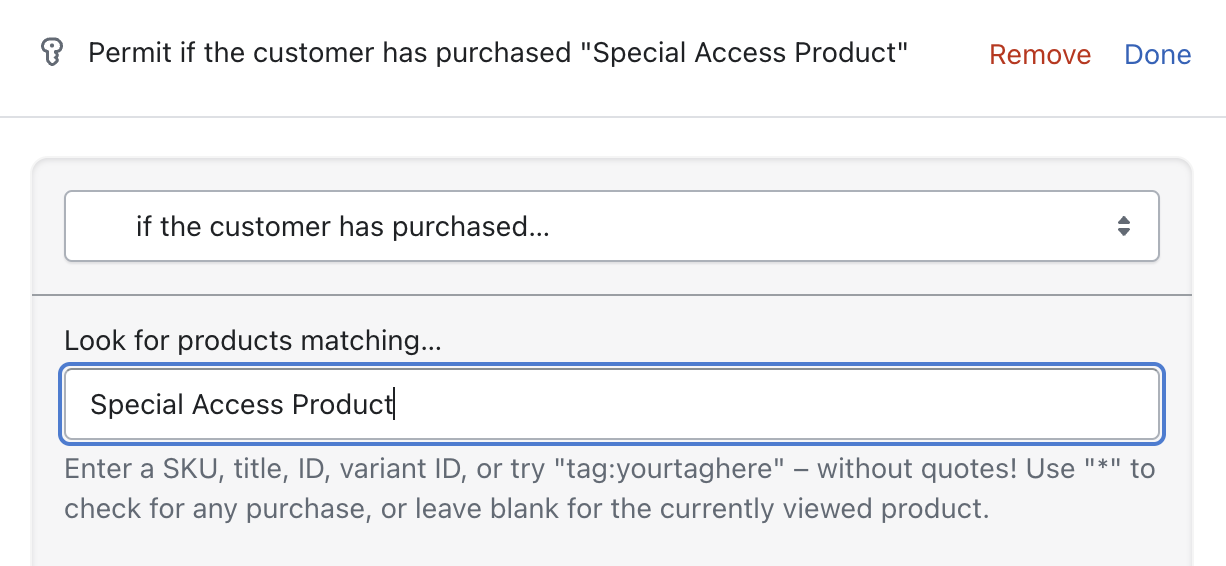 Permit if the customer has purchased "Special Access Product"
Remove
Done
if the customer has purchased...
Look for products matching...
Special Access Product
Enter a SKU, title, ID, variant ID, or try "tag:yourtaghere" – without quotes! Use "*" to
check for any purchase, or leave blank for the currently viewed product.